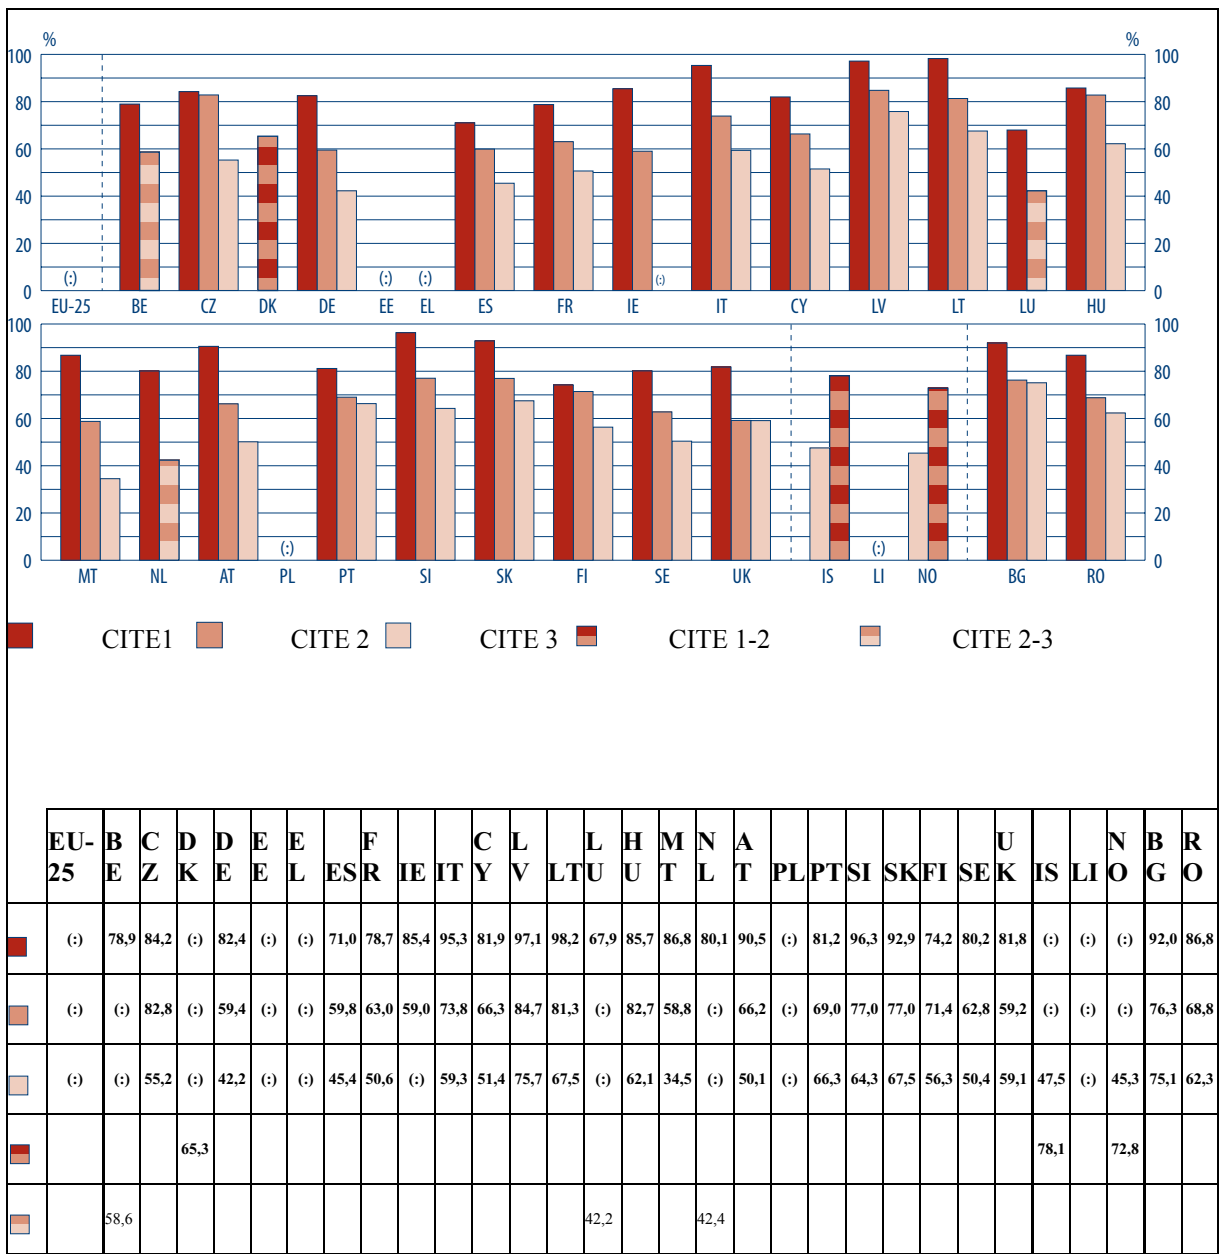 % %
100 100
80 80
60 60
40 40
20 20
(:) (:) (:) (:)
0 0
EU-25 BE CZ DK DE EE EL ES FR IE IT CY LV LT LU HU
100 100
80 80
60 60
40 40
20 20
(:) (:)
0 0
MT NL AT PL PT SI SK FI SE UK IS LI NO BG RO
CITE1 CITE 2 CITE 3 CITE 1-2 CITE 2-3
EU-25 BE CZ DK DE EE EL ES FR IE IT CY LV LT LU HU MT NL AT PL PT SI SK FI SE UK IS LI NO BG RO
(:) 78,9 84,2 (:) 82,4 (:) (:) 71,0 78,7 85,4 95,3 81,9 97,1 98,2 67,9 85,7 86,8 80,1 90,5 (:) 81,2 96,3 92,9 74,2 80,2 81,8 (:) (:) (:) 92,0 86,8
(:) (:) 82,8 (:) 59,4 (:) (:) 59,8 63,0 59,0 73,8 66,3 84,7 81,3 (:) 82,7 58,8 (:) 66,2 (:) 69,0 77,0 77,0 71,4 62,8 59,2 (:) (:) (:) 76,3 68,8
(:) (:) 55,2 (:) 42,2 (:) (:) 45,4 50,6 (:) 59,3 51,4 75,7 67,5 (:) 62,1 34,5 (:) 50,1 (:) 66,3 64,3 67,5 56,3 50,4 59,1 47,5 (:) 45,3 75,1 62,3
65,3 78,1 72,8
58,6 42,2 42,4